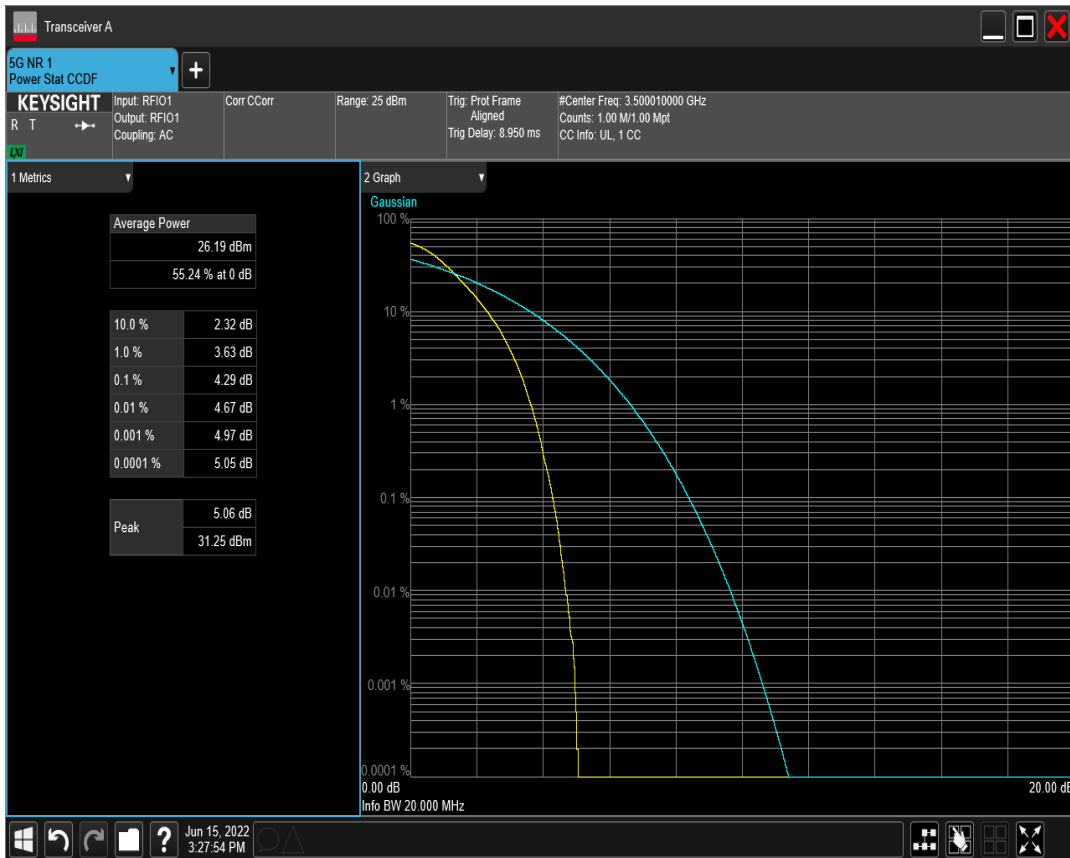 Transceiver A
5G NR 1
Power Stat CCDF
+
KEYSIGHT
R T
LXI
Input: RFIO1
Output: RFIO1
Coupling: AC
Corr CCorr
Range: 25 dBm
Trig: Prot Frame
Aligned
Trig Delay: 8.950 ms
#Center Freq: 3.500010000 GHz
Counts: 1.00 M/1.00 Mpt
CC Info: UL, 1 CC
1 Metrics
Average Power
26.19 dBm
55.24 % at 0 dB
10.0 % 2.32 dB
1.0 % 3.63 dB
0.1 % 4.29 dB
0.01 % 4.67 dB
0.001 % 4.97 dB
0.0001 % 5.05 dB
Peak
5.06 dB
31.25 dBm
2 Graph
Gaussian
100 %
10 %
1 %
0.1 %
0.01 %
0.001 %
0.0001 %
0.00 dB
20.00 dB
Info BW 20.000 MHz
?
Jun 15, 2022
3:27:54 PM